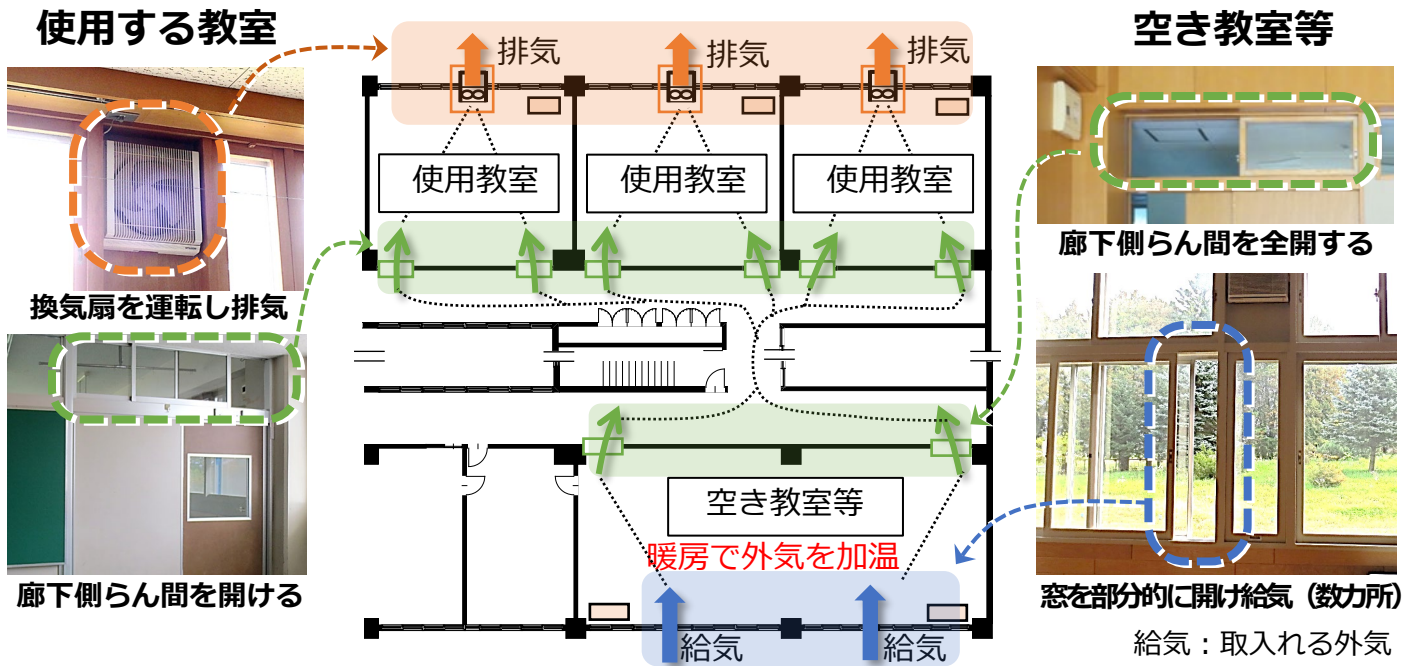 使用する教室
空き教室等
排気
排気
排気
使用教室
使用教室
使用教室
換気扇を運転し排気
廊下側らん間を開ける
廊下側らん間を全開する
空き教室等
暖房で外気を加温
給気
給気
窓を部分的に開け給気（数カ所）
給気：取入れる外気